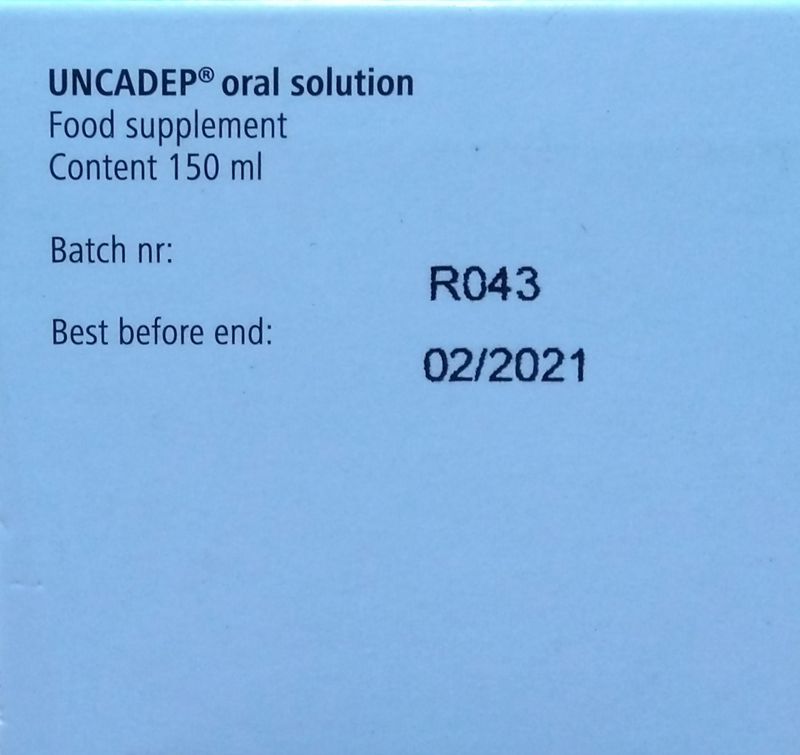 UNCADEP® oral solution
Food supplement
Content 150 ml
Batch nr:
R043
Best before end:
02/2021